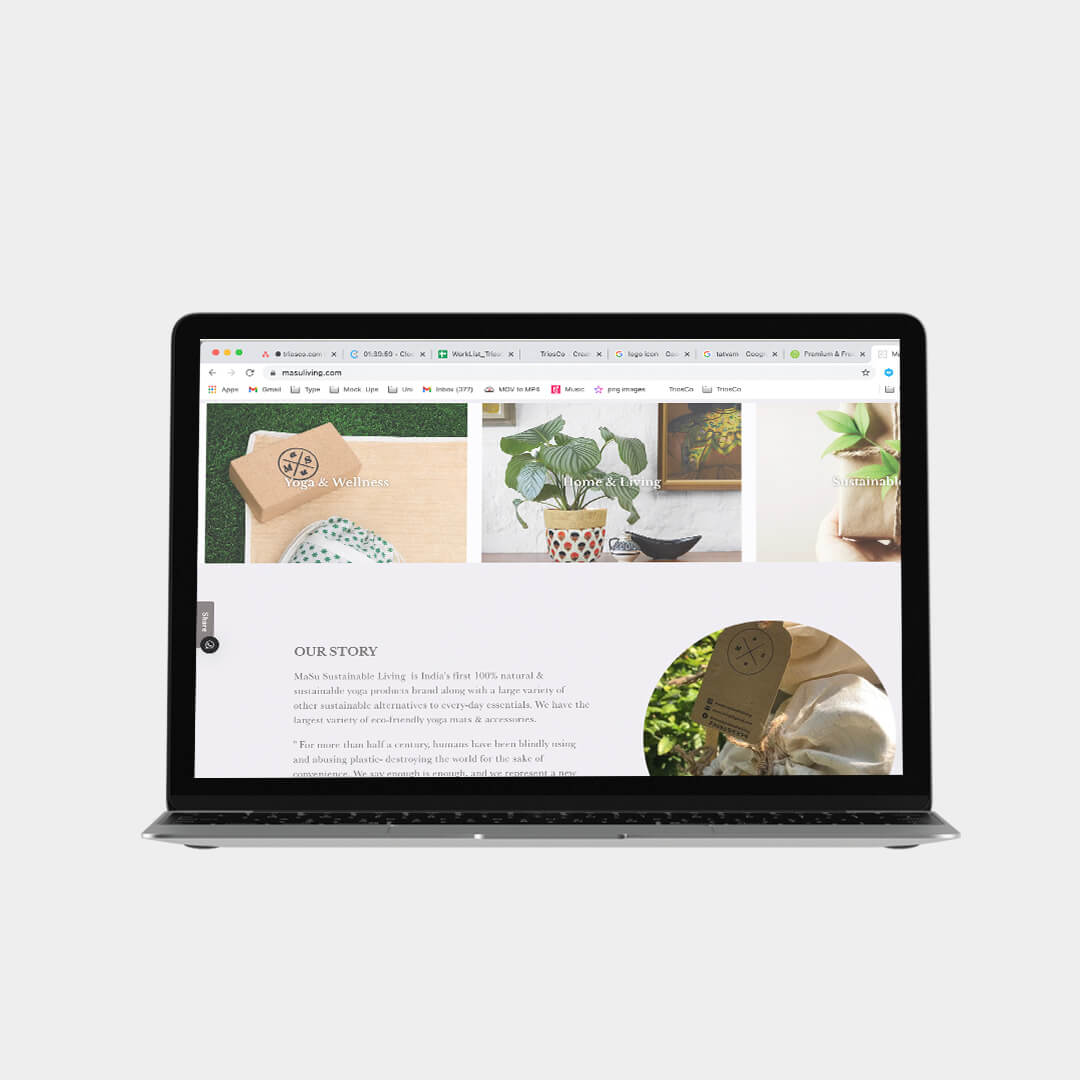 triosco.com
01:39:59 - Cloc
WorkList_Trios
TriosCo - Crea
logo icon - Goo
tatvam - Googl
Premium & Fre
masuliving.com
Apps Gmail Type Mock Ups Inbox (377) MOV to MP4 Music png images TriosCo TriosCo
Yoga & Wellness
Home & Living
Sustainable
Share
OUR STORY
MaSu Sustainable Living is India's first 100% natural &
sustainable yoga products brand along with a large variety of
other sustainable alternatives to every-day essentials. We have the
largest variety of eco-friendly yoga mats & accessories.
" For more than half a century, humans have been blindly using
and abusing plastic- destroying the world for the sake of
convenience. We say enough is enough, and we represent a new